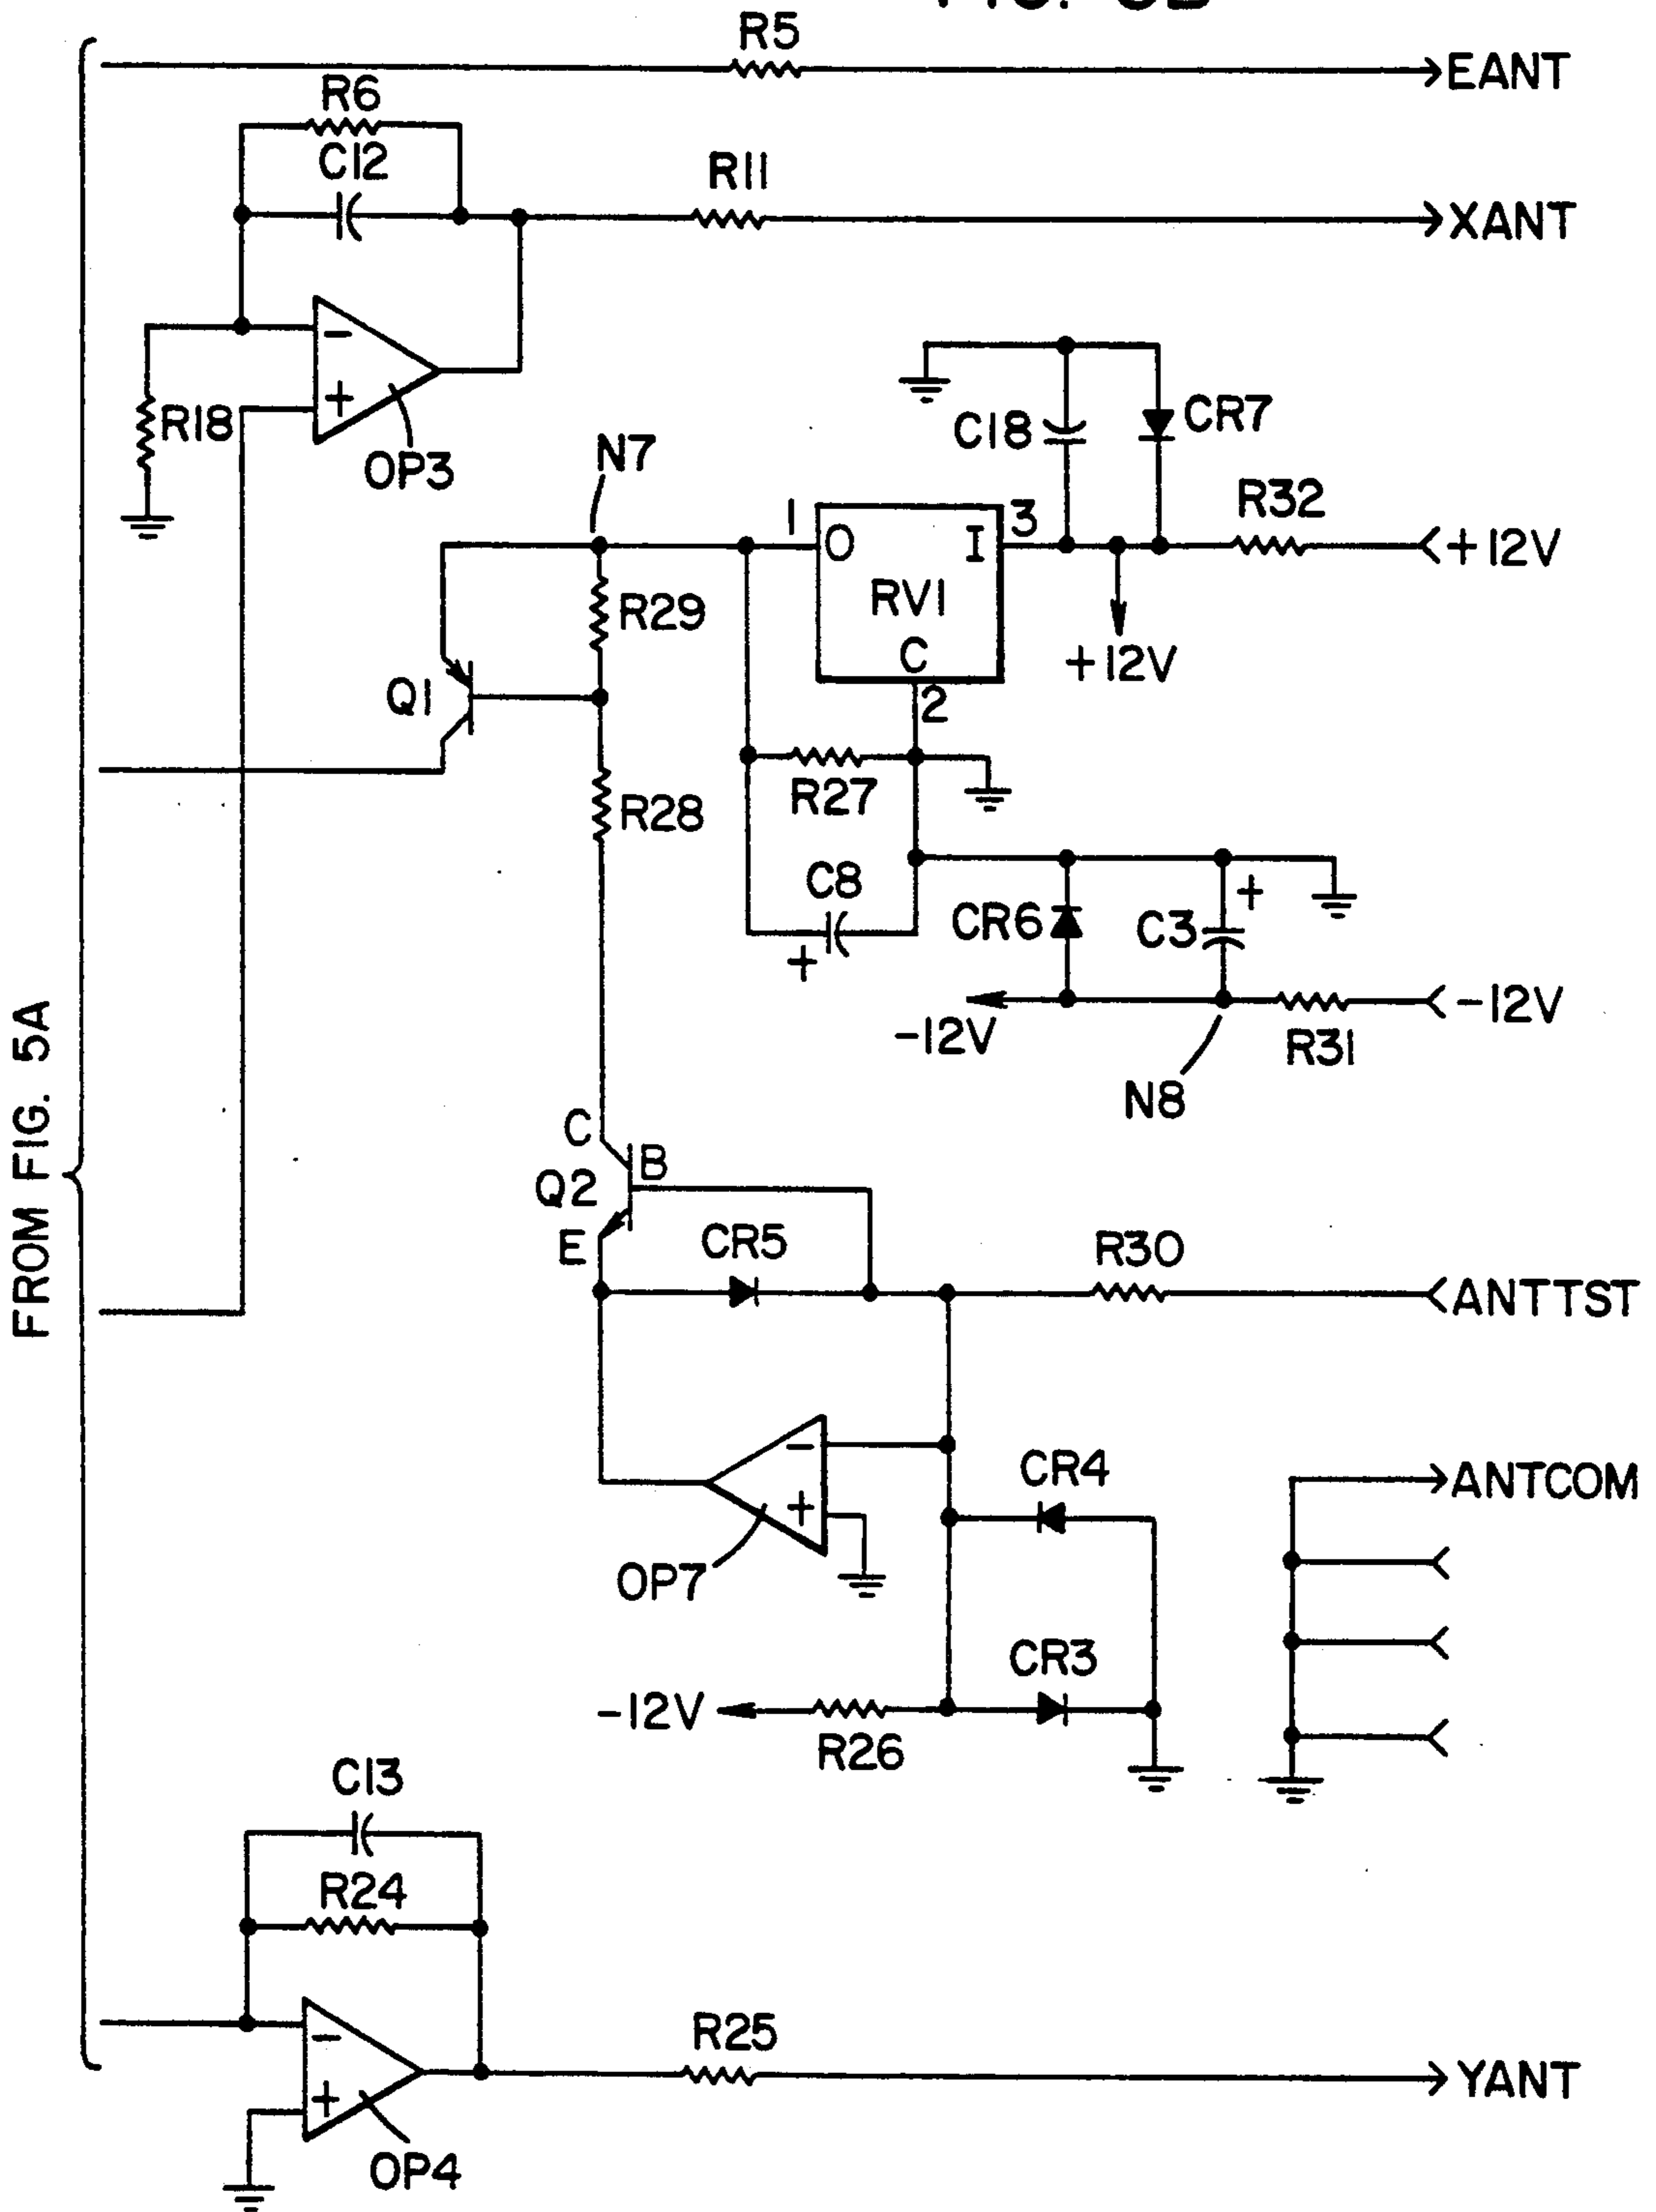 R5
EANT
R6
C12
R11
XANT
−
+
R18
OP3
C18
CR7
N7
1
O
I
3
R32
+12V
R29
RV1
C
+12V
Q1
2
R27
R28
C8
+
CR6
C3
+
−12V
−12V
R31
N8
FROM FIG. 5A
C
B
Q2
E
CR5
R30
ANTTST
−
+
OP7
CR4
ANTCOM
CR3
−12V
R26
C13
R24
−
+
OP4
R25
YANT